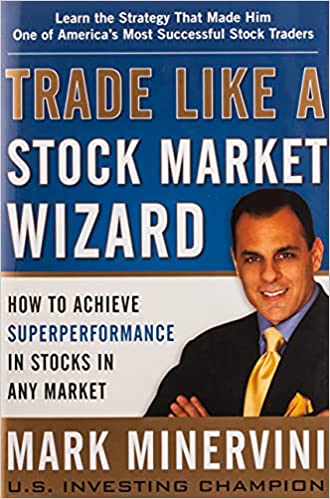 Learn the Strategy That Made Him
One of America's Most Successful Stock Traders
TRADE LIKE A
STOCK MARKET
WIZARD
HOW TO ACHIEVE
SUPERPERFORMANCE
IN STOCKS IN
ANY MARKET
MARK MINERVINI
U.S. INVESTING CHAMPION